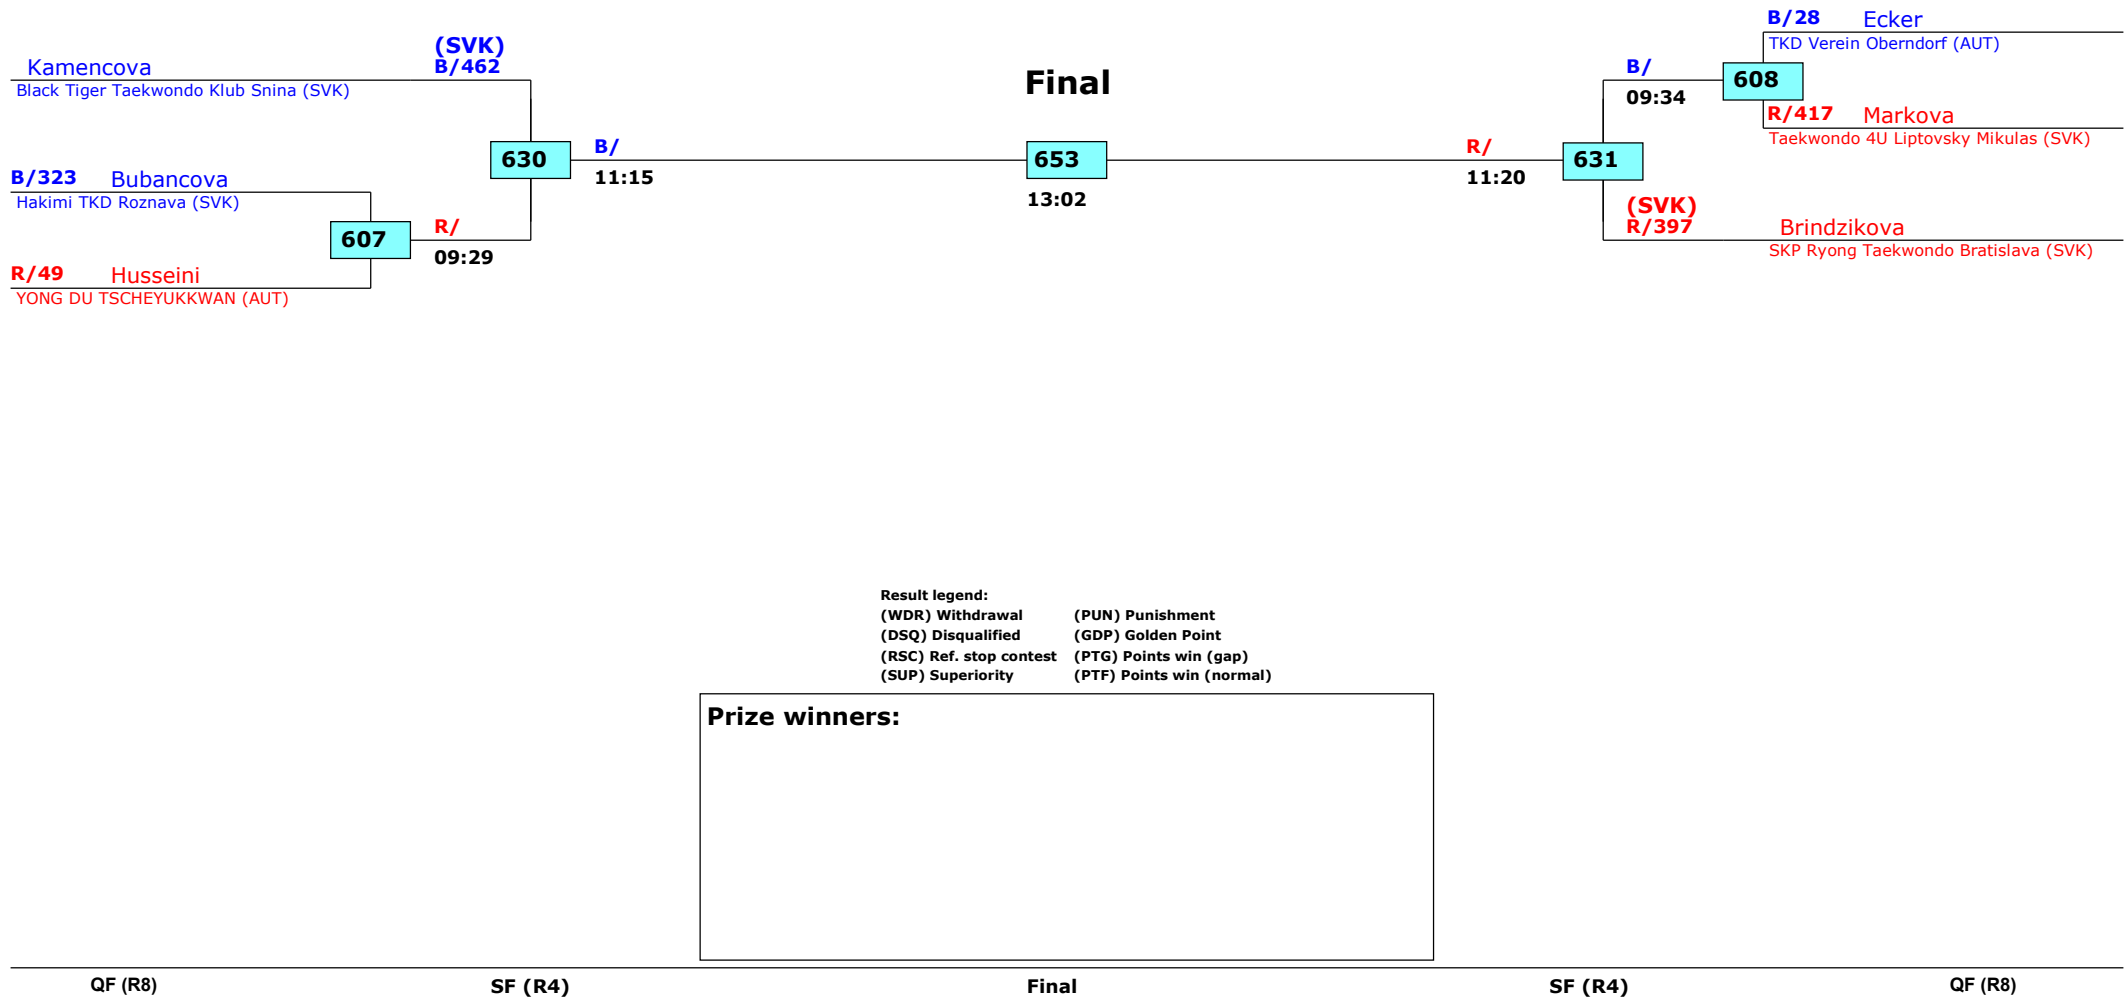 (SVK)
Kamencova B/462
Black Tiger Taekwondo Klub Snina (SVK)
B/323 Bubancova
Hakimi TKD Roznava (SVK)
607
R/
09:29
R/49 Husseini
YONG DU TSCHEYUKKWAN (AUT)
630
B/
11:15
Final
653
13:02
R/
11:20
631
B/
09:34
608
B/28 Ecker
TKD Verein Oberndorf (AUT)
R/417 Markova
Taekwondo 4U Liptovsky Mikulas (SVK)
(SVK)
R/397 Brindzikova
SKP Ryong Taekwondo Bratislava (SVK)
Result legend:
(WDR) Withdrawal (PUN) Punishment
(DSQ) Disqualified (GDP) Golden Point
(RSC) Ref. stop contest (PTG) Points win (gap)
(SUP) Superiority (PTF) Points win (normal)
Prize winners:
QF (R8) SF (R4) Final SF (R4) QF (R8)